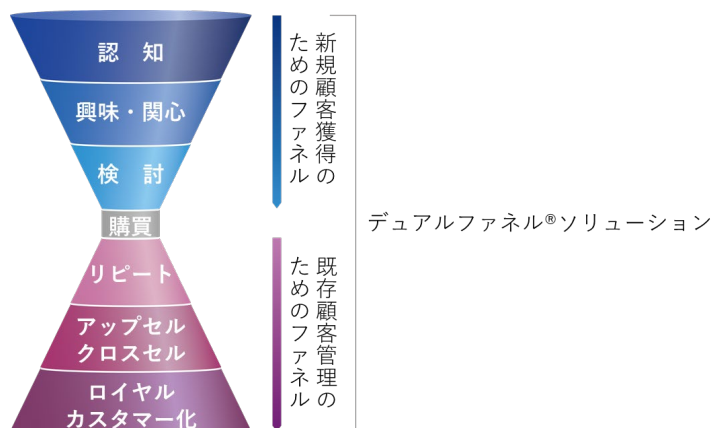 認 知
興味・関心
検 討
購買
リピート
アップセル
クロスセル
ロイヤル
カスタマー化
新規顧客獲得の
ためのファネル
既存顧客管理の
ためのファネル
デュアルファネル®ソリューション